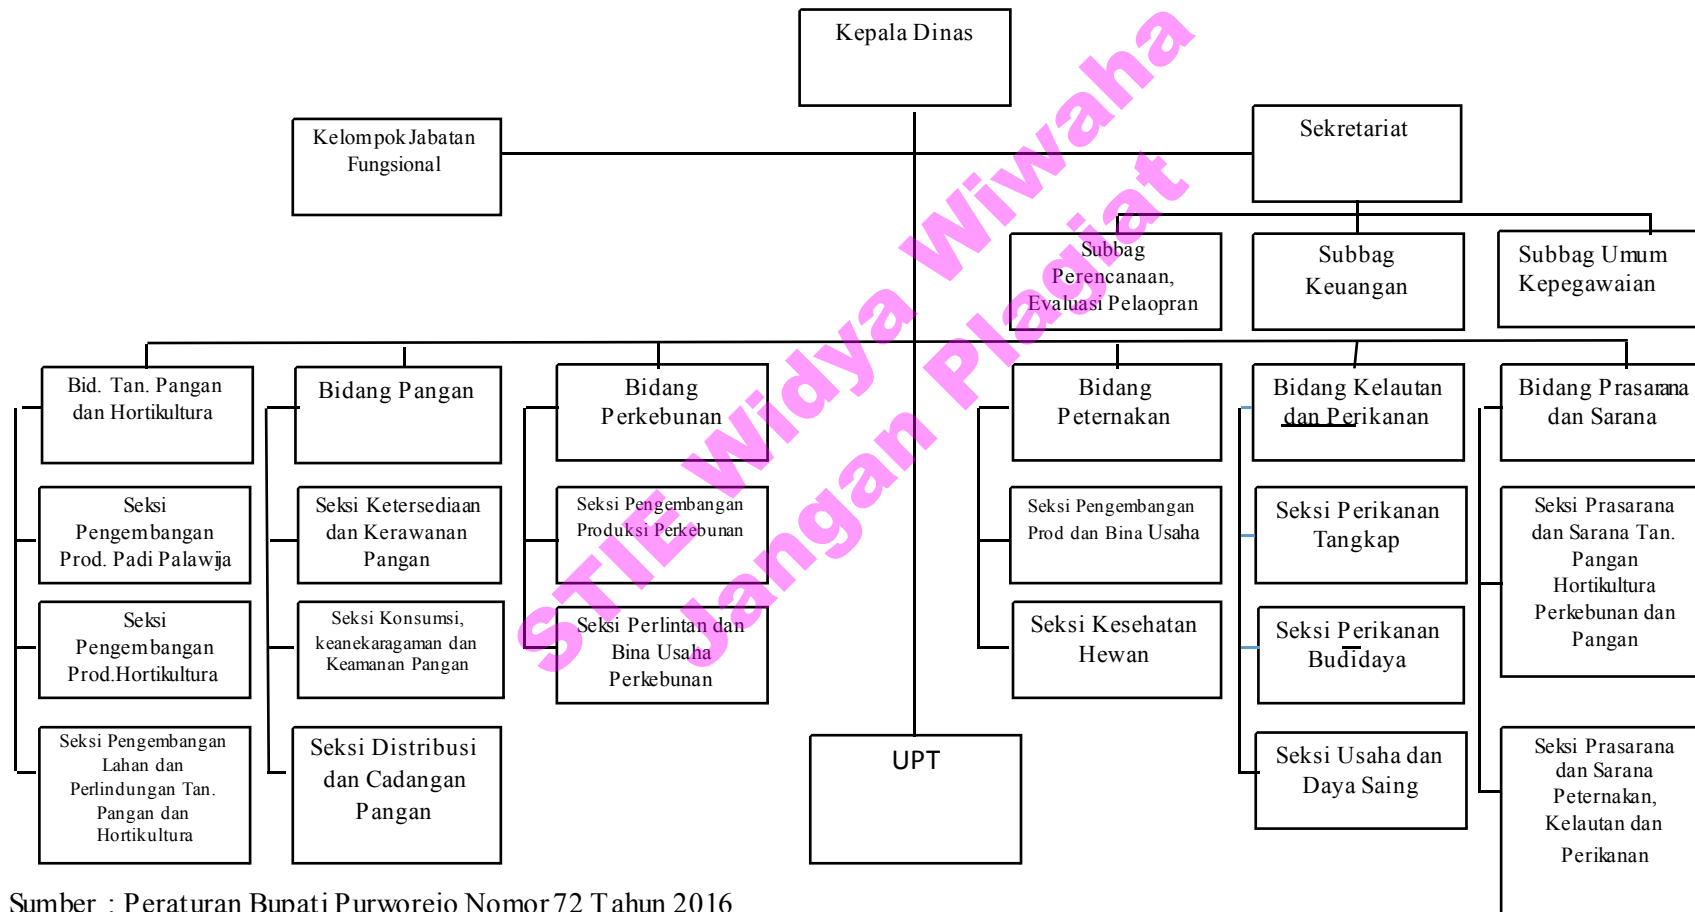 Kepala Dinas
Kelompok Jabatan
Fungsional
Sekretariat
Subbag
Perencanaan,
Evaluasi Pelaopran
Subbag
Keuangan
Subbag Umum
Kepegawaian
Bid. Tan. Pangan
dan Hortikultura
Bidang Pangan
Bidang
Perkebunan
Bidang
Peternakan
Bidang Kelautan
dan Perikanan
Bidang Prasarana
dan Sarana
Seksi
Pengembangan
Prod. Padi Palawija
Seksi Ketersediaan
dan Kerawanan
Pangan
Seksi Pengembangan
Produksi Perkebunan
Seksi Pengembangan
Prod dan Bina Usaha
Seksi Perikanan
Tangkap
Seksi Prasarana
dan Sarana Tan.
Pangan
Hortikultura
Perkebunan dan
Pangan
Seksi
Pengembangan
Prod.Hortikultura
Seksi Konsumsi,
keanekaragaman dan
Keamanan Pangan
Seksi Perlintan dan
Bina Usaha
Perkebunan
Seksi Kesehatan
Hewan
Seksi Perikanan
Budidaya
Seksi Pengembangan
Lahan dan
Perlindungan Tan.
Pangan dan
Hortikultura
Seksi Distribusi
dan Cadangan
Pangan
UPT
Seksi Usaha dan
Daya Saing
Seksi Prasarana
dan Sarana
Peternakan,
Kelautan dan
Perikanan
Sumber : Peraturan Bupati Purworejo Nomor 72 Tahun 2016
STIE Widya Wiwaha
Jangan Plagiat